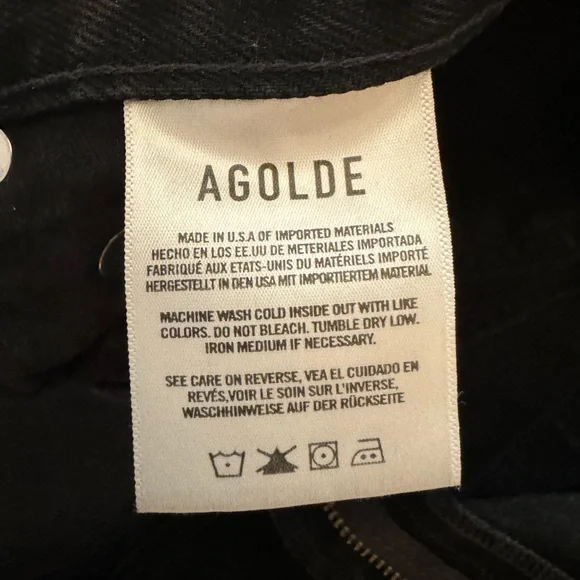 AGOLDE
MADE IN U.S.A OF IMPORTED MATERIALS
HECHO EN LOS EE.UU DE METERIALES IMPORTADA
FABRIQUÉ AUX ETATS-UNIS DU MATÉRIELS IMPORTÉ
HERGESTELLT IN DEN USA MIT IMPORTIERTEM MATERIAL
MACHINE WASH COLD INSIDE OUT WITH LIKE
COLORS. DO NOT BLEACH. TUMBLE DRY LOW.
IRON MEDIUM IF NECESSARY.
SEE CARE ON REVERSE, VEA EL CUIDADO EN
REVÉS,VOIR LE SOIN SUR L'INVERSE,
WASCHHINWEISE AUF DER RÜCKSEITE